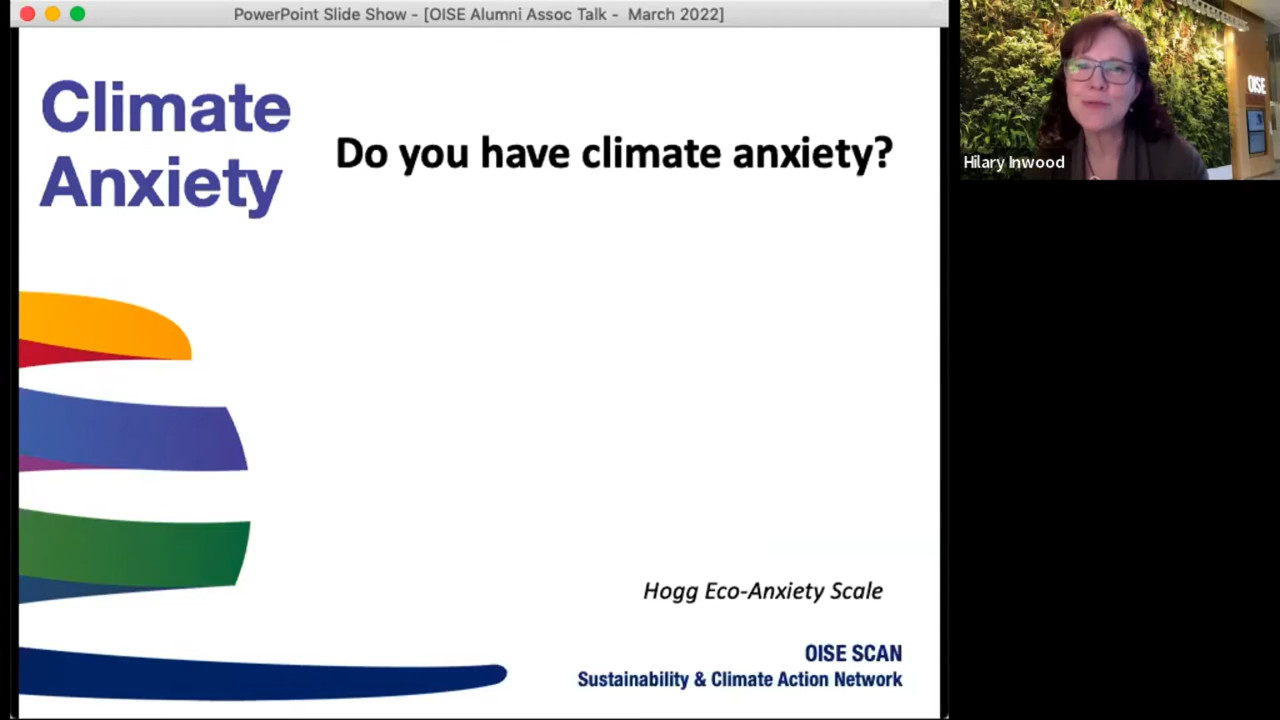 PowerPoint Slide Show - [OISE Alumni Assoc Talk - March 2022]
Climate
Anxiety
Do you have climate anxiety?
Hogg Eco-Anxiety Scale
OISE SCAN
Sustainability & Climate Action Network
OISE
Hilary Inwood